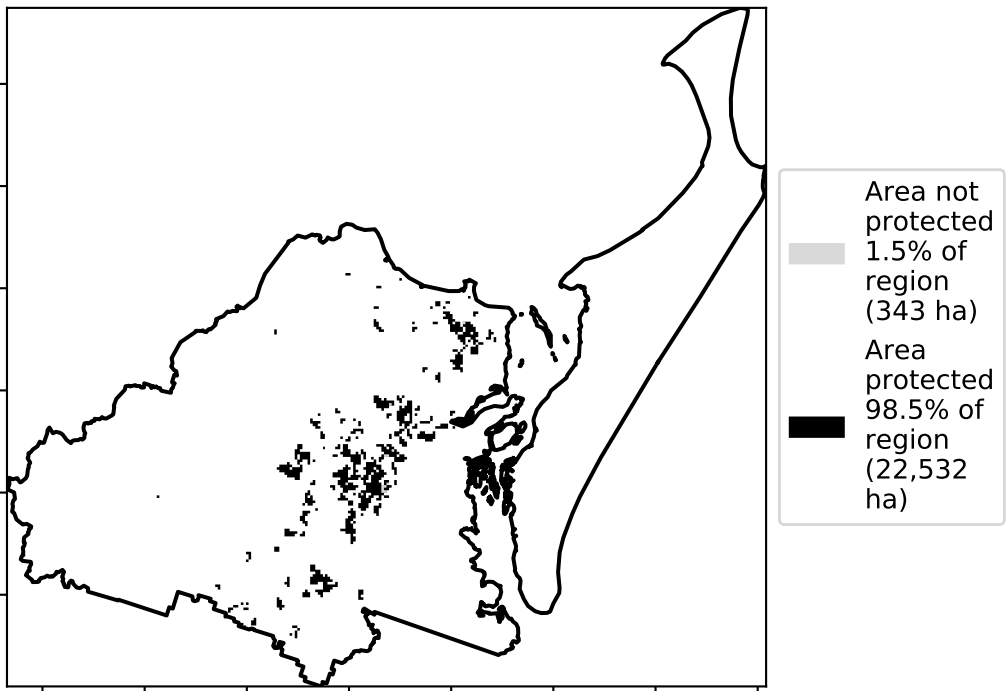 Area not
protected
1.5% of
region
(343 ha)
Area
protected
98.5% of
region
(22,532
ha)